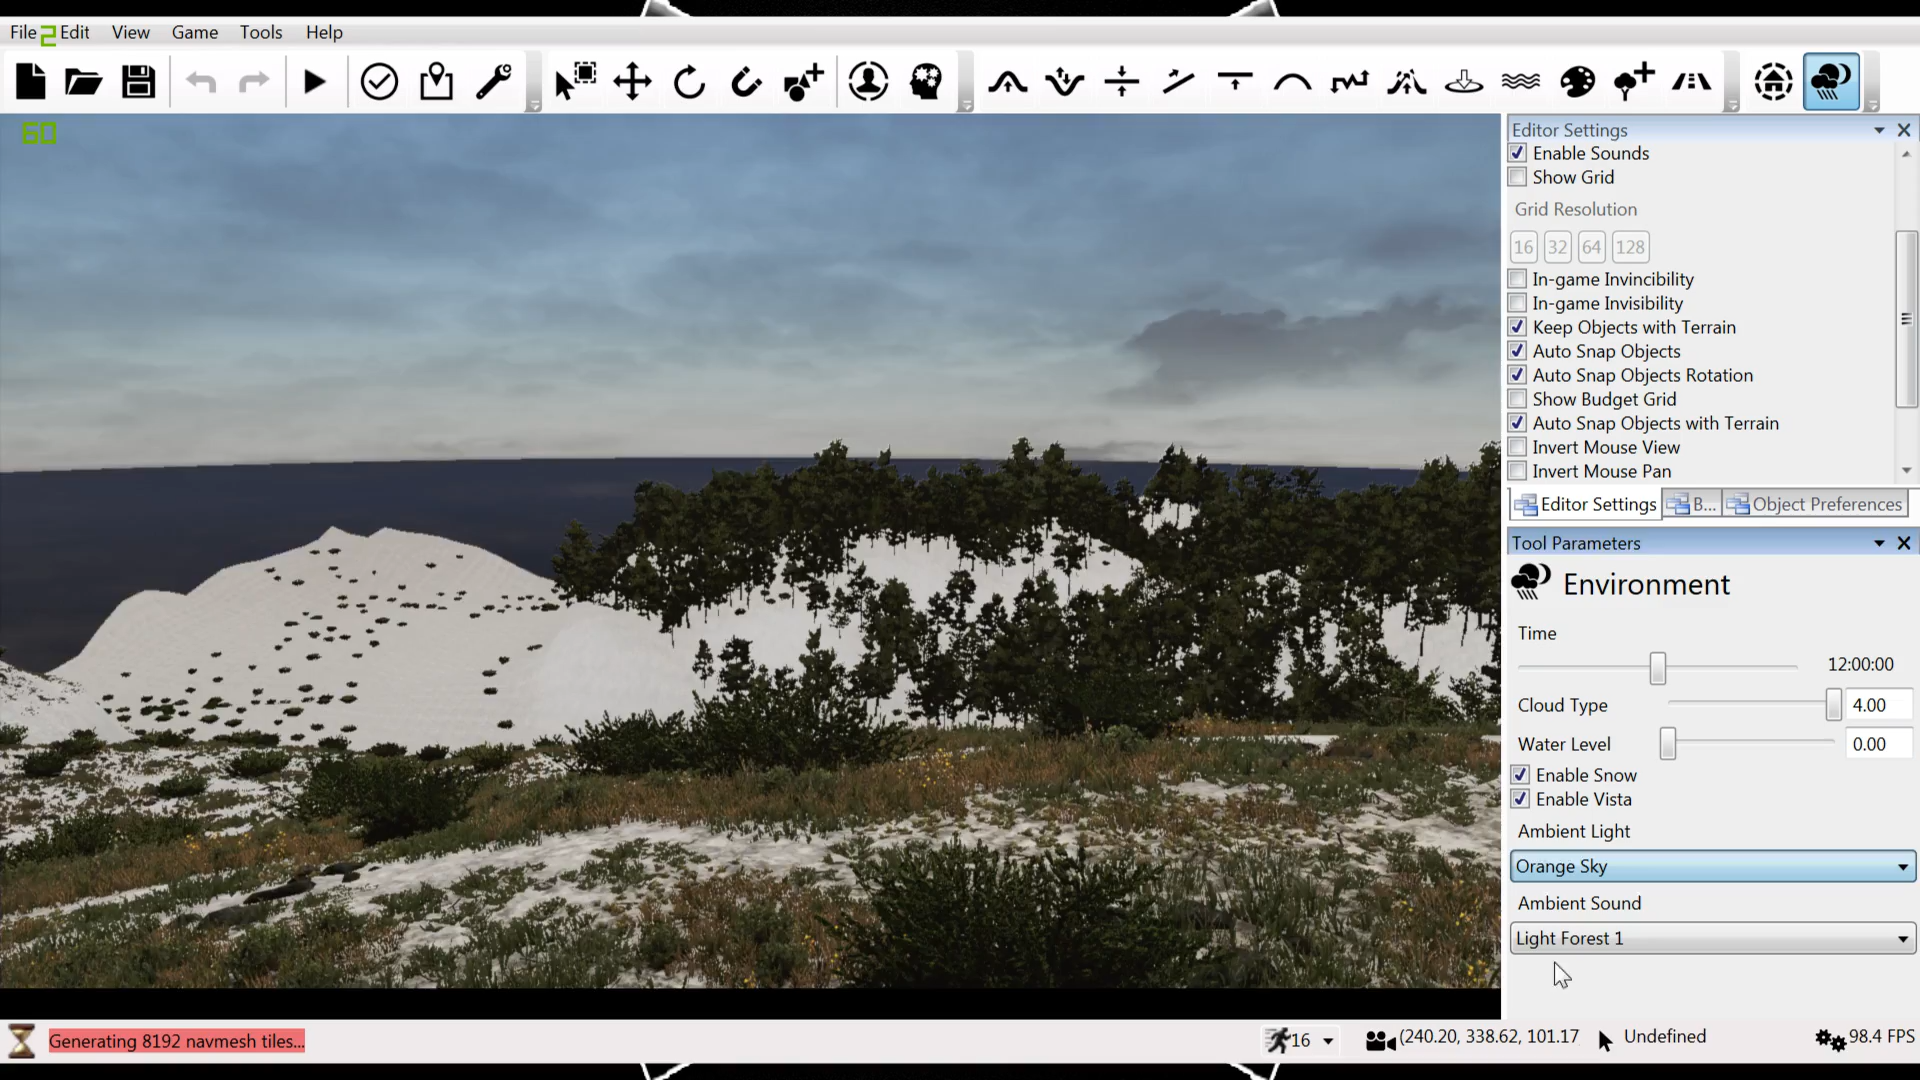 File Edit View Game Tools Help
2
60
Editor Settings
Enable Sounds
Show Grid
Grid Resolution
16 32 64 128
In-game Invincibility
In-game Invisibility
Keep Objects with Terrain
Auto Snap Objects
Auto Snap Objects Rotation
Show Budget Grid
Auto Snap Objects with Terrain
Invert Mouse View
Invert Mouse Pan
Editor Settings B... Object Preferences
Tool Parameters
Environment
Time
12:00:00
Cloud Type 4.00
Water Level 0.00
Enable Snow
Enable Vista
Ambient Light
Orange Sky
Ambient Sound
Light Forest 1
Generating 8192 navmesh tiles... 16 (240.20, 338.62, 101.17 Undefined 98.4 FPS